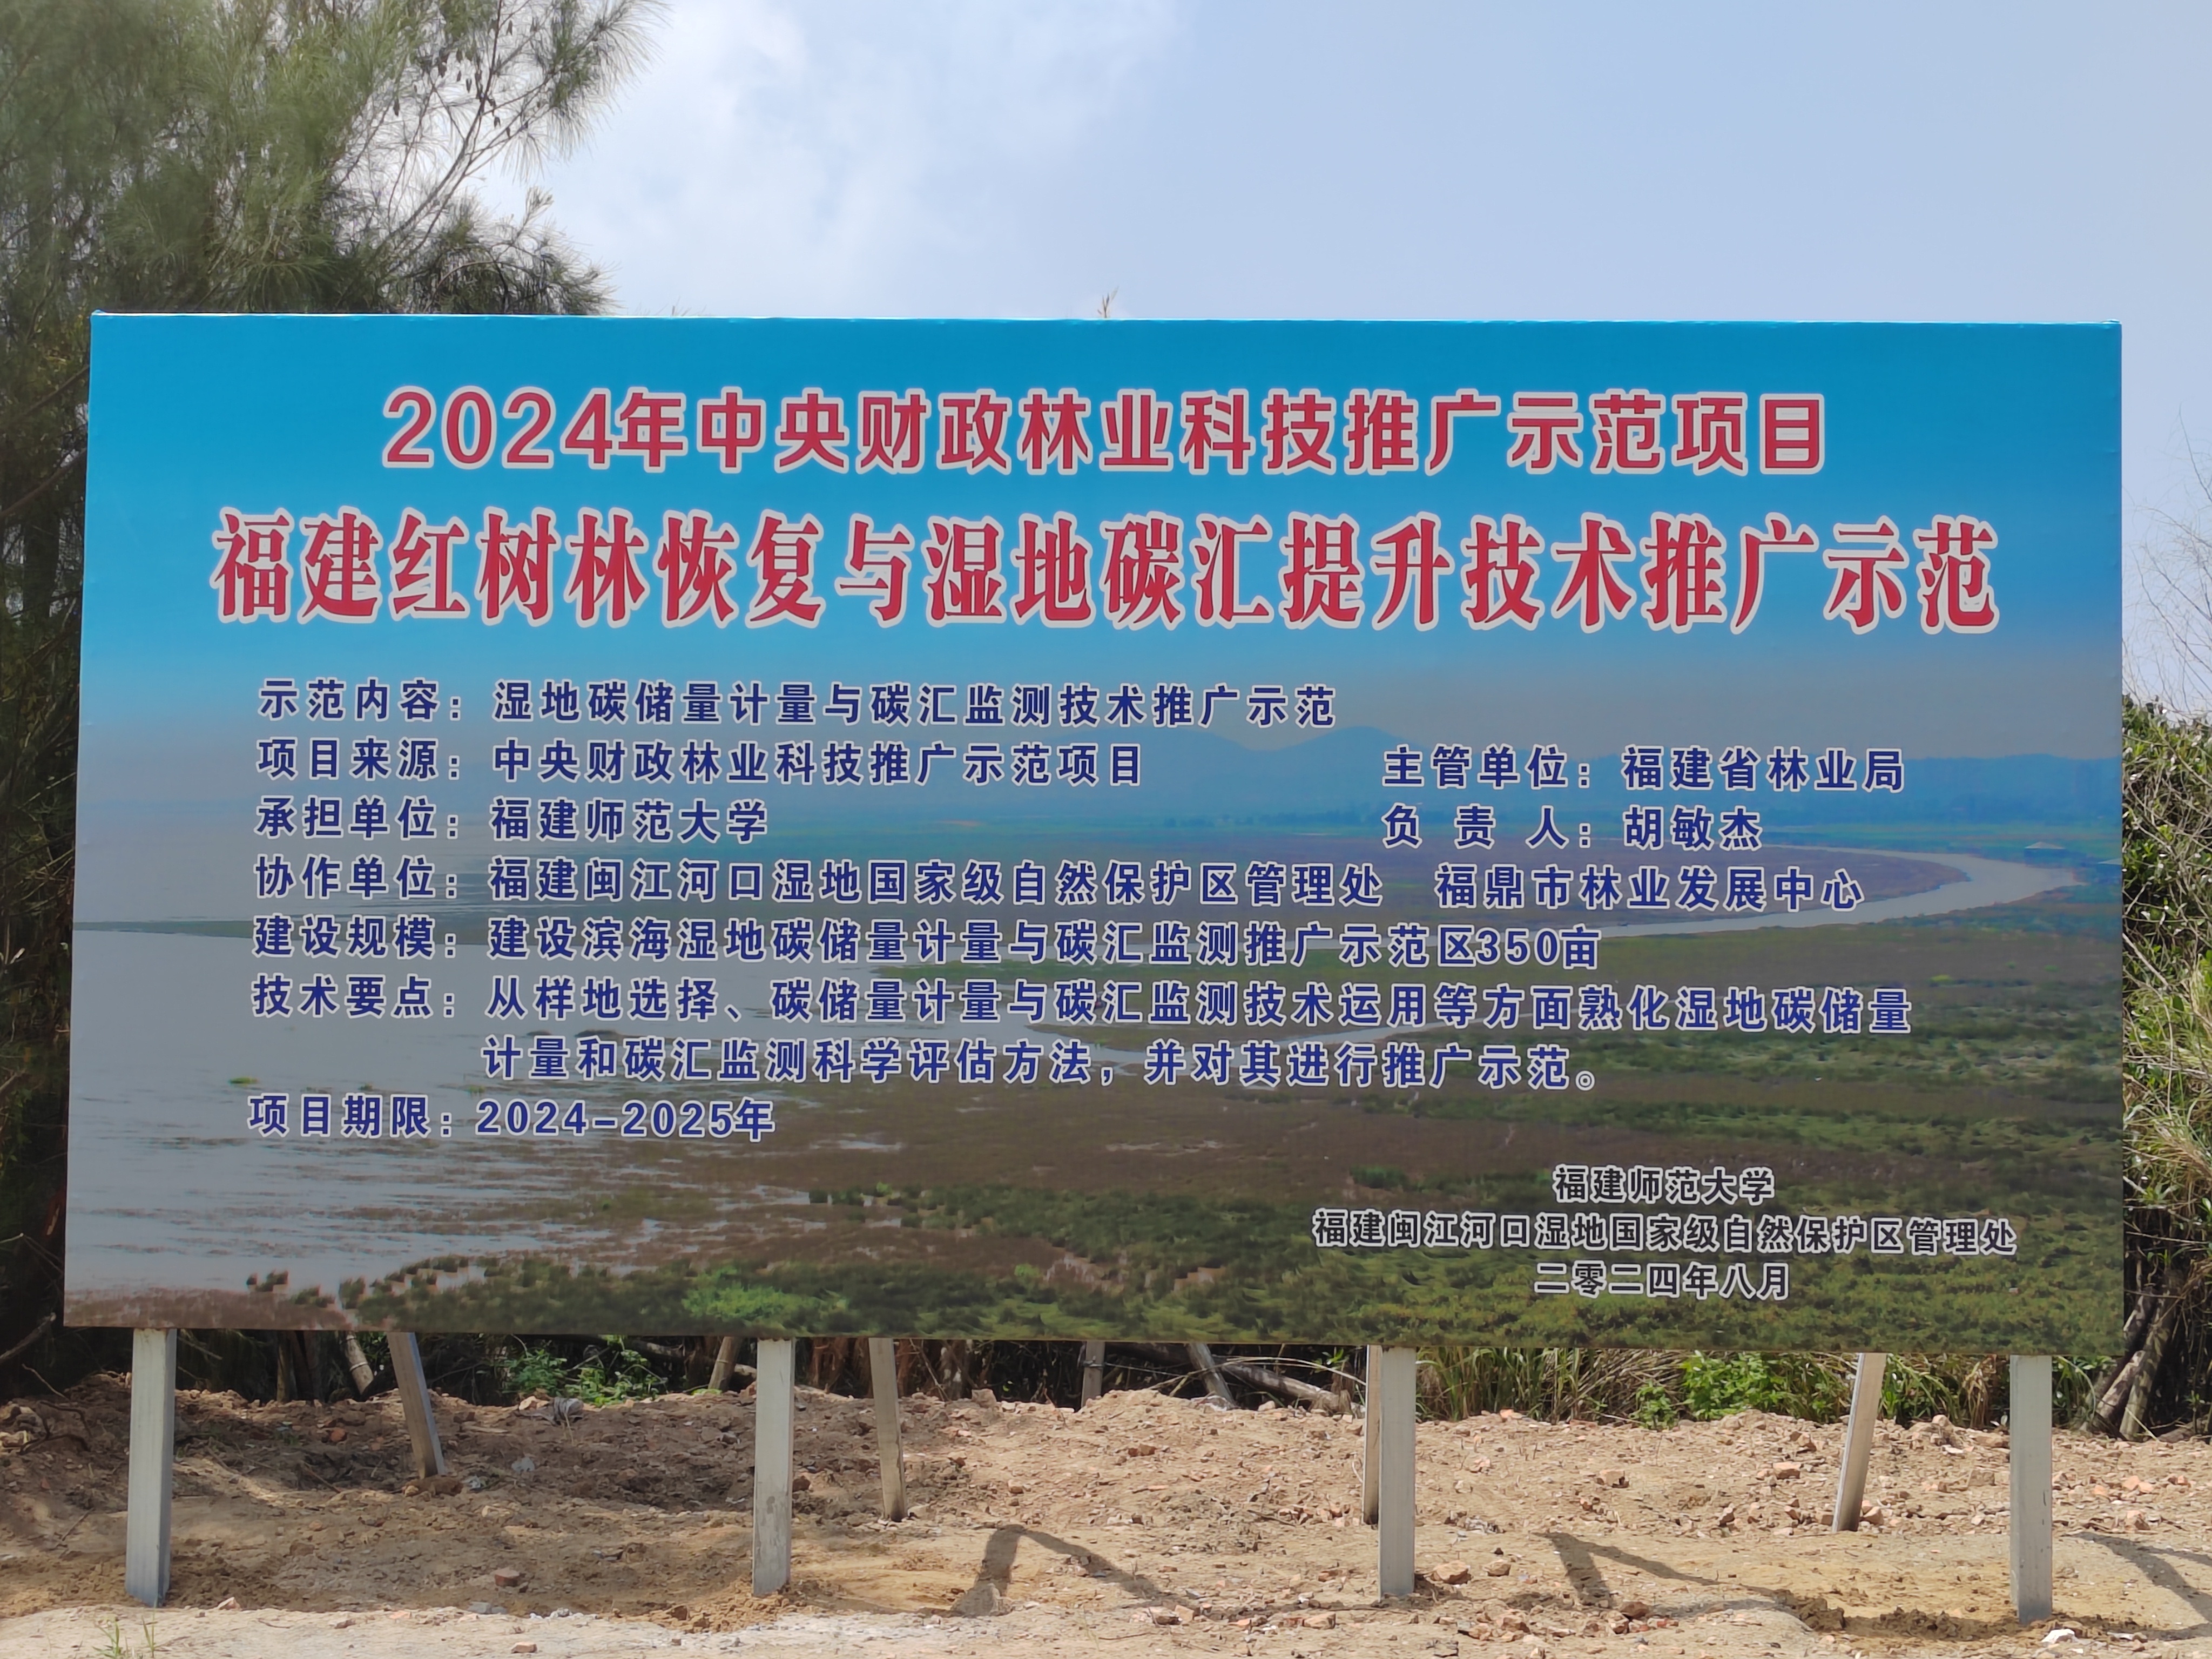 2024年中央财政林业科技推广示范项目
福建红树林恢复与湿地碳汇提升技术推广示范
示范内容：湿地碳储量计量与碳汇监测技术推广示范
项目来源：中央财政林业科技推广示范项目 主管单位：福建省林业局
承担单位：福建师范大学 负责人：胡敏杰
协作单位：福建闽江河口湿地国家级自然保护区管理处 福鼎市林业发展中心
建设规模：建设滨海湿地碳储量计量与碳汇监测推广示范区350亩
技术要点：从样地选择、碳储量计量与碳汇监测技术运用等方面熟化湿地碳储量
计量和碳汇监测科学评估方法，并对其进行推广示范。
项目期限：2024-2025年
福建师范大学
福建闽江河口湿地国家级自然保护区管理处
二零二四年八月